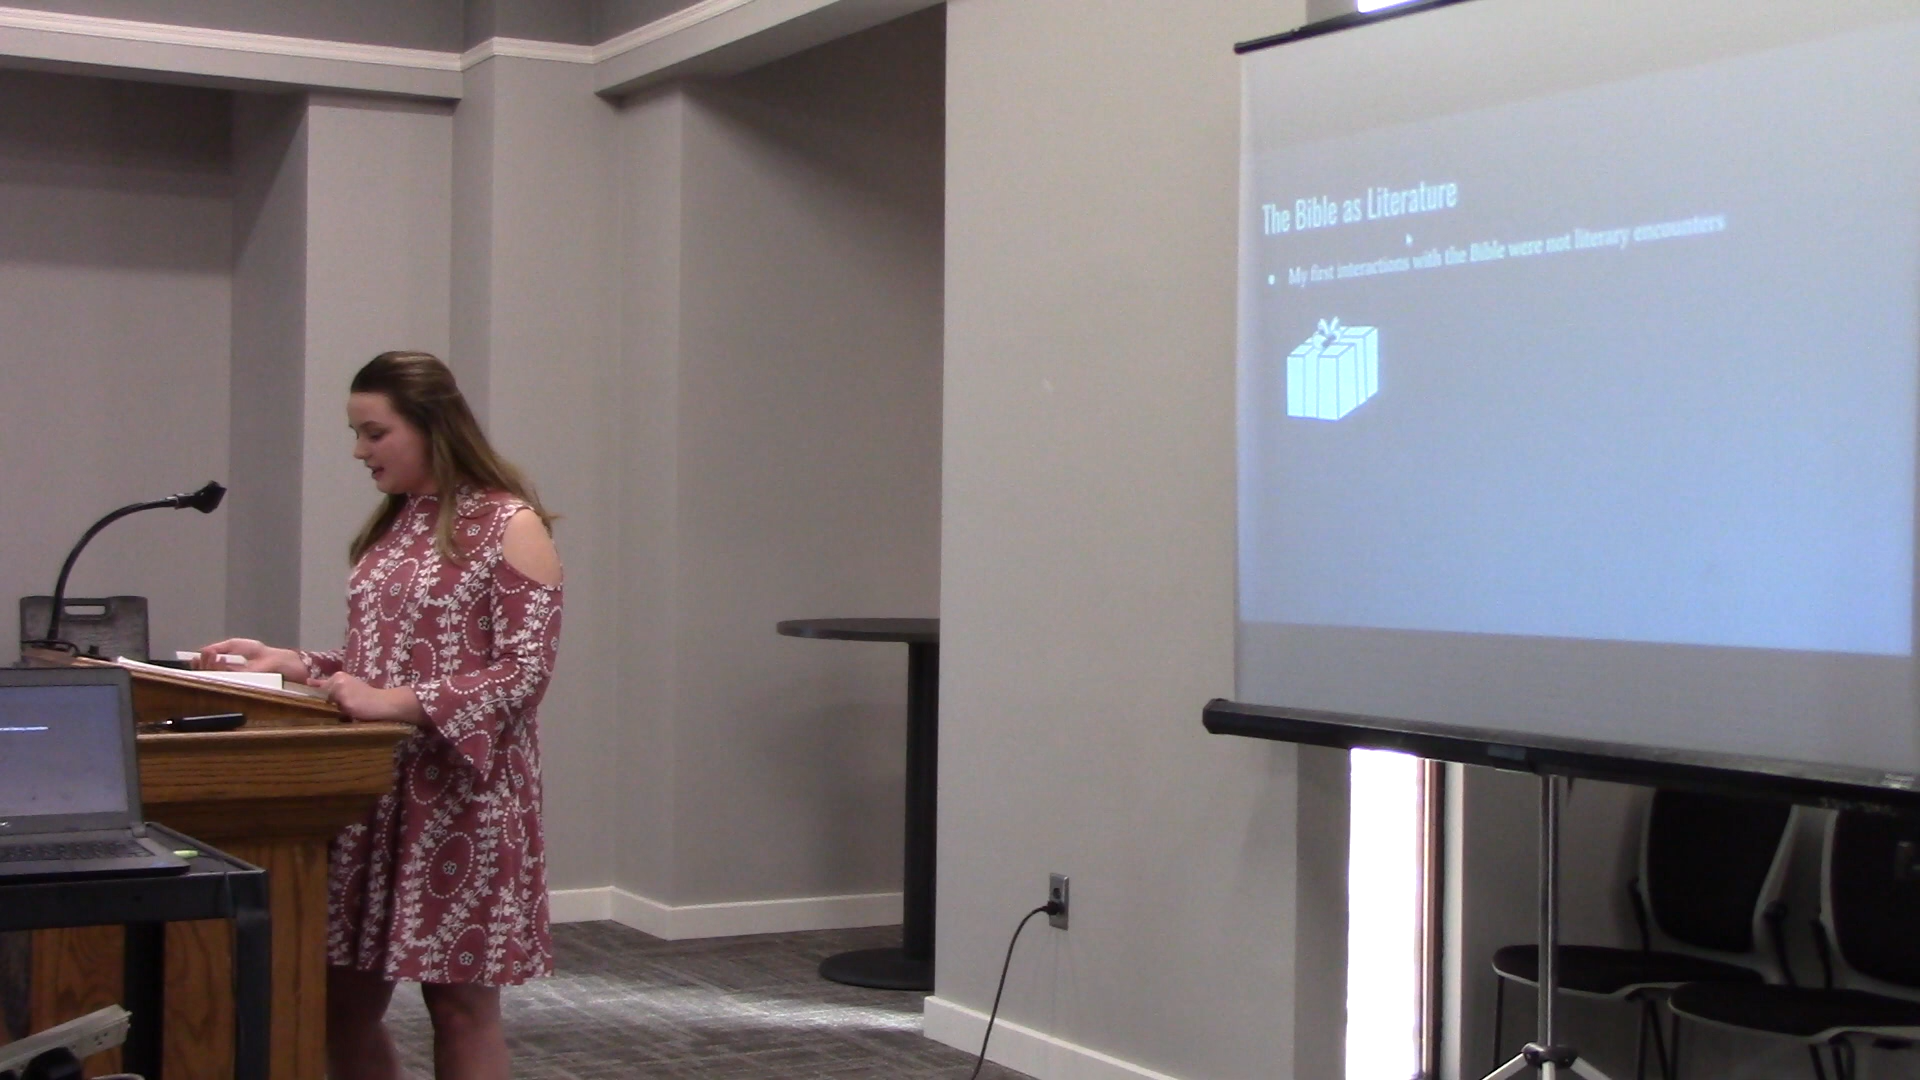 The Bible as Literature
My first interactions with the Bible were not literary encounters